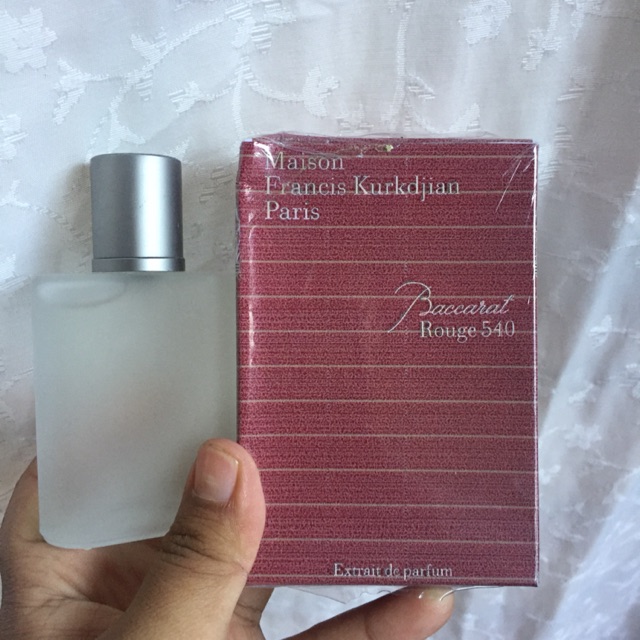 Maison
Francis Kurkdjian
Paris
Baccarat
Rouge 540
Extrait de parfum